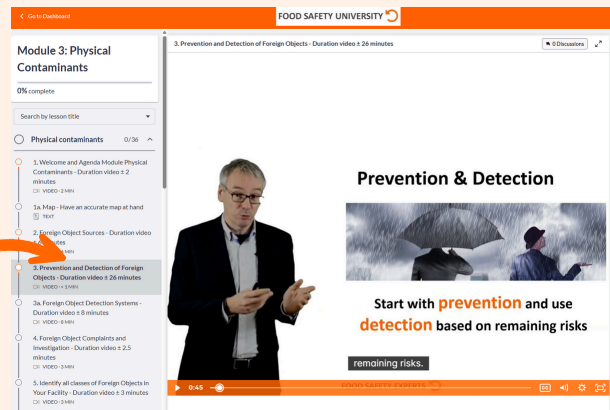 Go to Dashboard
FOOD SAFETY UNIVERSITY
Module 3: Physical
Contaminants
0% complete
Search by lesson title
Physical contaminants 0/36
1. Welcome and Agenda Module Physical
Contaminants - Duration video ± 2
minutes
VIDEO • 2 MIN
1a. Map - Have an accurate map at hand
TEXT
2. Foreign Object Sources - Duration video
utes
MIN
3. Prevention and Detection of Foreign
Objects - Duration video ± 26 minutes
VIDEO • < 1 MIN
3a. Foreign Object Detection Systems -
Duration video ± 8 minutes
VIDEO • 8 MIN
4. Foreign Object Complaints and
Investigation - Duration video ± 2.5
minutes
VIDEO • 3 MIN
5. Identify all classes of Foreign Objects in
Your Facility - Duration video ± 3 minutes
VIDEO • 3 MIN
3. Prevention and Detection of Foreign Objects - Duration video ± 26 minutes
0 Discussions
Prevention & Detection
Start with prevention and use
detection based on remaining risks
remaining risks.
FOOD SAFETY EXPERTS
0:45
CC